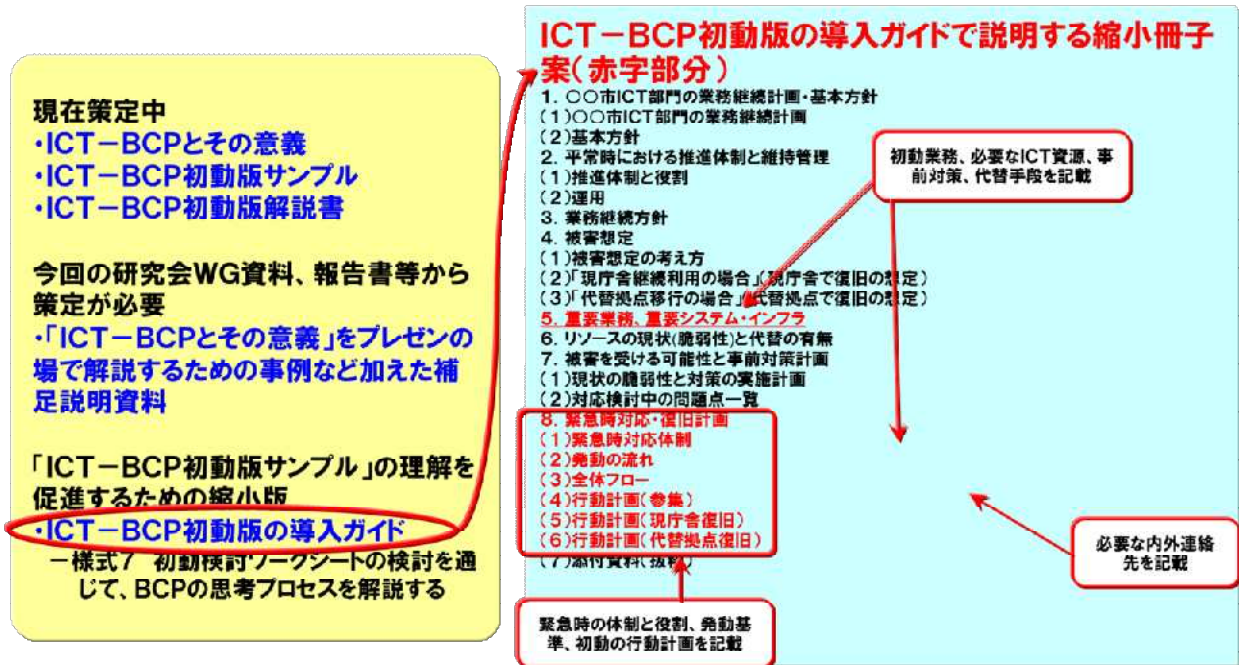 現在策定中
・ICT－BCPとその意義
・ICT－BCP初動版サンプル
・ICT－BCP初動版解説書
今回の研究会WG資料、報告書等から
策定が必要
・「ICT－BCPとその意義」をプレゼンの
場で解説するための事例など加えた補
足説明資料
「ICT－BCP初動版サンプル」の理解を
促進するための縮小版
・ICT－BCP初動版の導入ガイド
－様式7 初動検討ワークシートの検討を通
じて、BCPの思考プロセスを解説する
ICT－BCP初動版の導入ガイドで説明する縮小冊子
案(赤字部分)
1．○○市ICT部門の業務継続計画・基本方針
(1)○○市ICT部門の業務継続計画
(2)基本方針
2．平常時における推進体制と維持管理
(1)推進体制と役割
(2)運用
3．業務継続方針
4．被害想定
(1)被害想定の考え方
(2)「現庁舎継続利用の場合」(現庁舎で復旧の想定)
(3)「代替拠点移行の場合」(代替拠点で復旧の想定)
5．重要業務、重要システム・インフラ
6．リソースの現状(脆弱性)と代替の有無
7．被害を受ける可能性と事前対策計画
(1)現状の脆弱性と対策の実施計画
(2)対応検討中の問題点一覧
8．緊急時対応・復旧計画
(1)緊急時対応体制
(2)発動の流れ
(3)全体フロー
(4)行動計画(参集)
(5)行動計画(現庁舎復旧)
(6)行動計画(代替拠点復旧)
(7)添付資料(抜粋)
初動業務、必要なICT資源、事
前対策、代替手段を記載
必要な内外連絡
先を記載
緊急時の体制と役割、発動基
準、初動の行動計画を記載